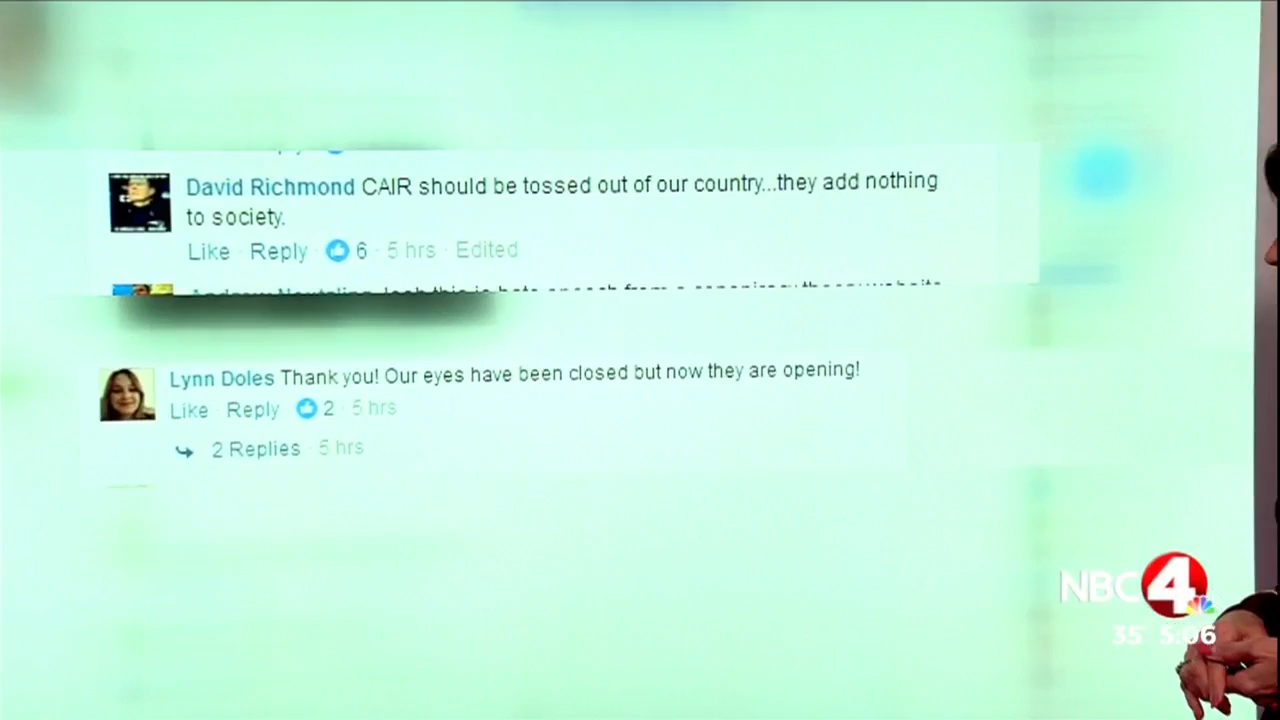 David Richmond CAIR should be tossed out of our country...they add nothing
to society.
Like · Reply · 6 · 5 hrs · Edited
Lynn Doles Thank you! Our eyes have been closed but now they are opening!
Like · Reply · 2 · 5 hrs
2 Replies · 5 hrs
NBC 4
35 5:06